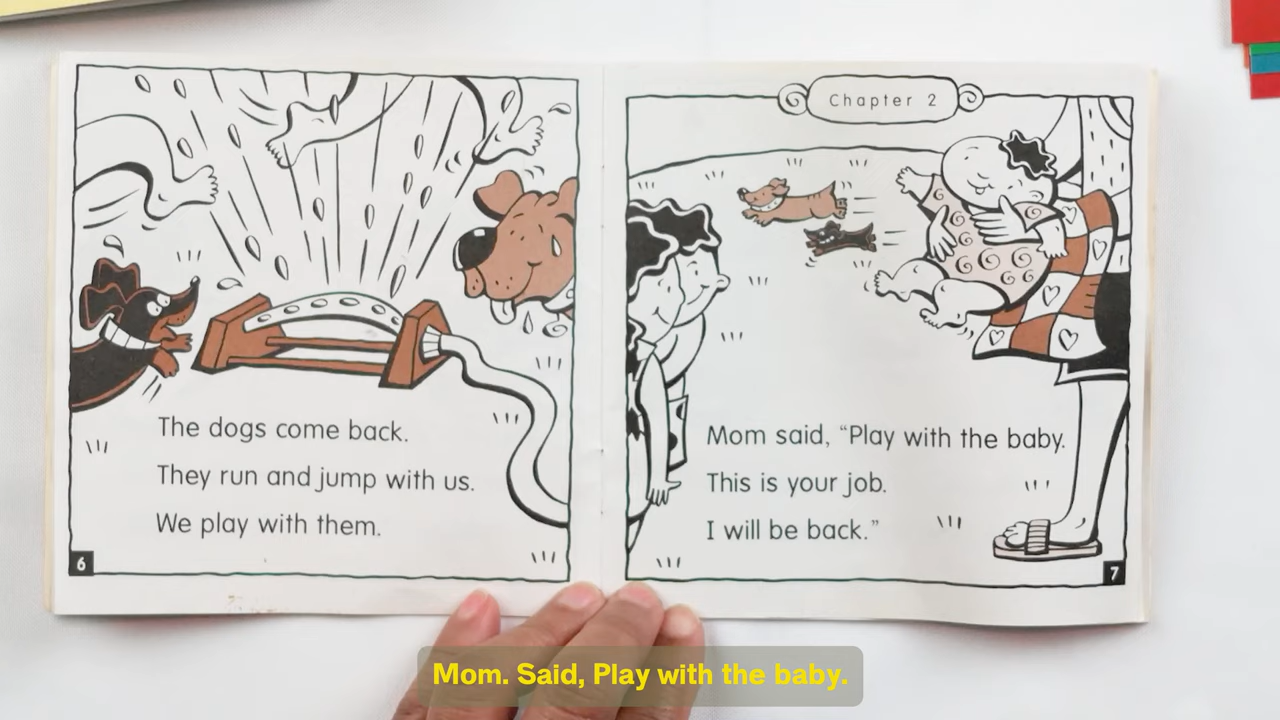 The dogs come back.
They run and jump with us.
We play with them.
6
Chapter 2
Mom said, “Play with the baby.
This is your job.
I will be back.”
7
Mom. Said, Play with the baby.